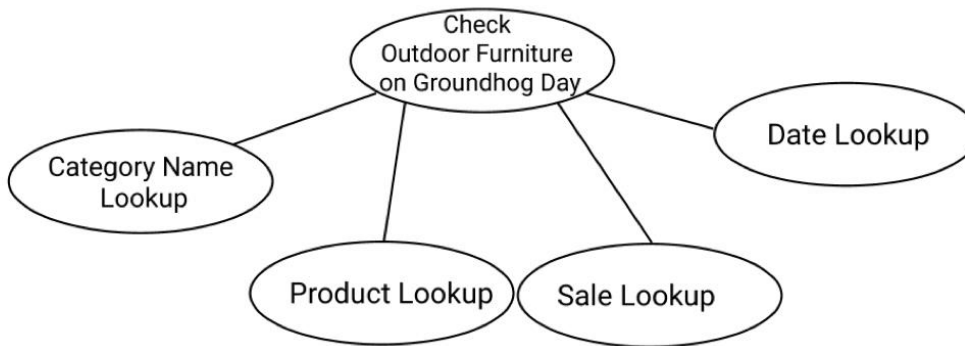 Check
Outdoor Furniture
on Groundhog Day
Category Name
Lookup
Product Lookup
Sale Lookup
Date Lookup